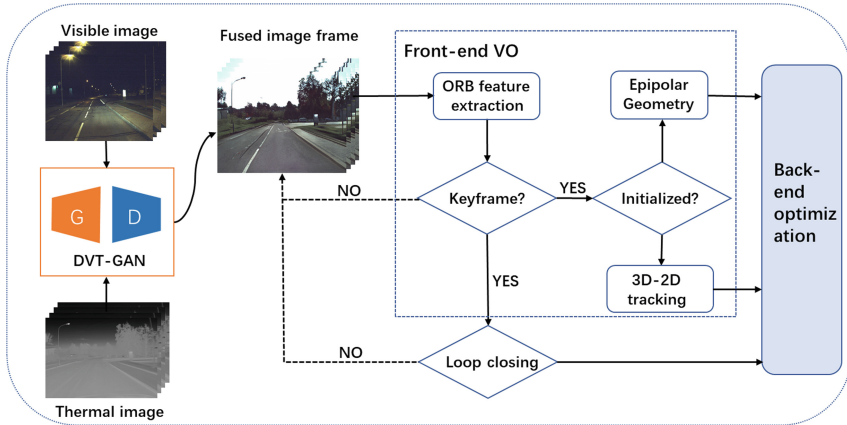 Visible image
Fused image frame
Front-end VO
ORB feature
extraction
Epipolar
Geometry
G
D
DVT-GAN
NO
Keyframe?
YES
Initialized?
Back-
end
optimiz
ation
YES
3D-2D
tracking
NO
Loop closing
Thermal image